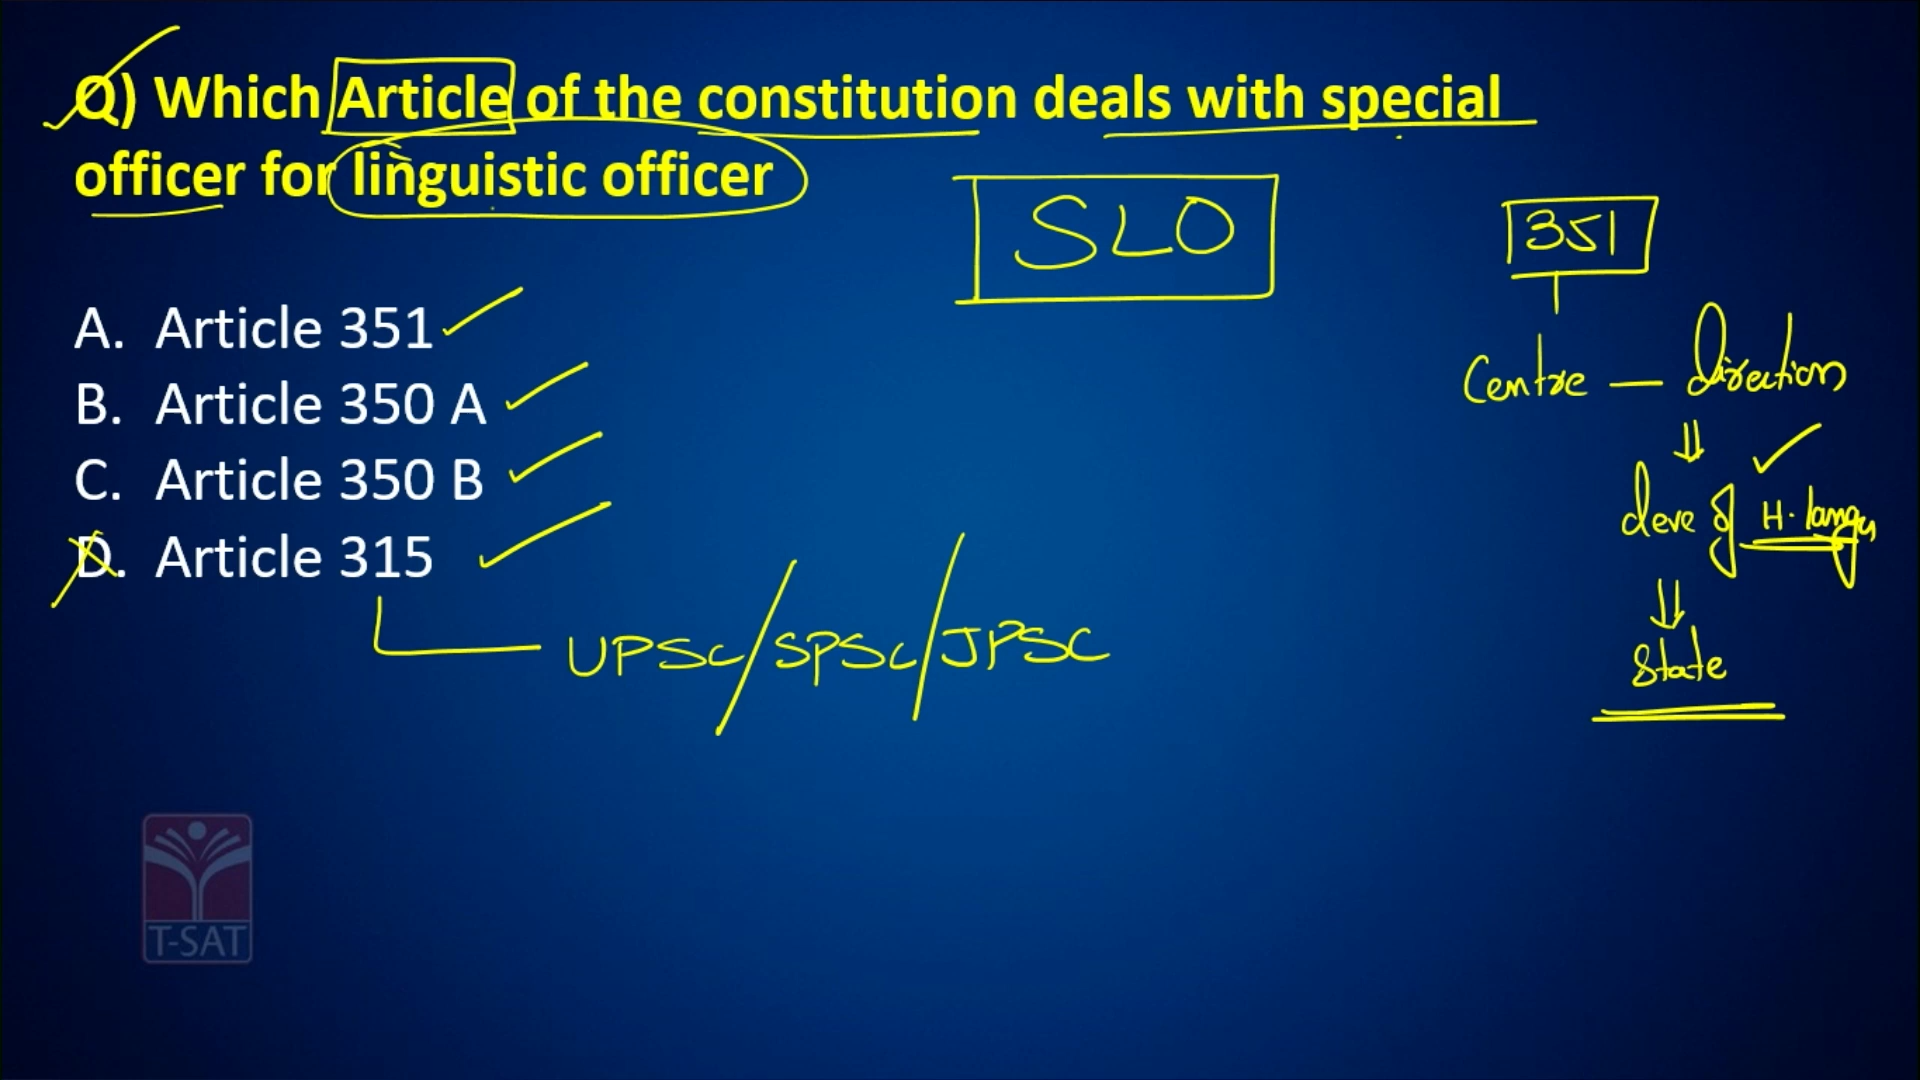 Q) Which Article of the constitution deals with special
officer for linguistic officer
SLO
351
A. Article 351
B. Article 350 A
C. Article 350 B
D. Article 315
Centre — Direction
deve of H. langu
State
UPSC/SPSC/JPSC
T-SAT